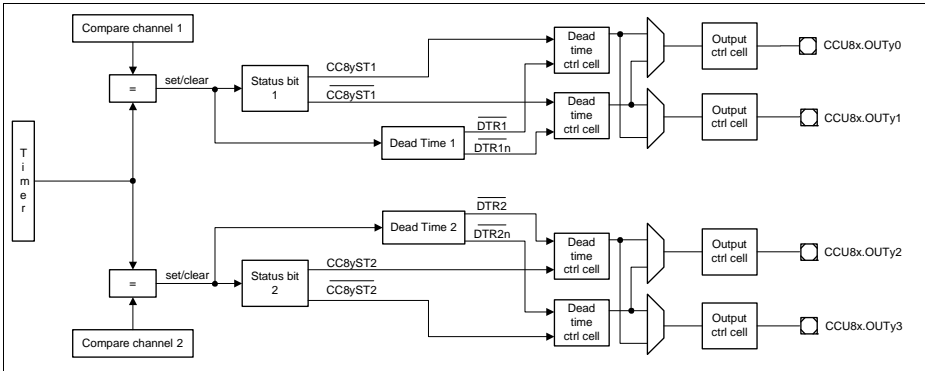 Compare channel 1
=
set/clear
Status bit
1
CC8yST1
CC8yST1
Dead Time 1
DTR1
DTR1n
Dead
time
ctrl cell
Dead
time
ctrl cell
Output
ctrl cell
CCU8x.OUTy0
Output
ctrl cell
CCU8x.OUTy1
T
i
m
e
r
Dead Time 2
DTR2
DTR2n
=
set/clear
Status bit
2
CC8yST2
CC8yST2
Dead
time
ctrl cell
Dead
time
ctrl cell
Output
ctrl cell
CCU8x.OUTy2
Output
ctrl cell
CCU8x.OUTy3
Compare channel 2